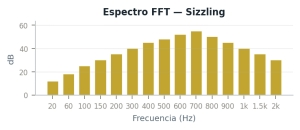 Espectro FFT — Sizzling
dB
60
40
20
0
20 60 100 150 200 300 400 500 600 700 800 900 1k 1.5k 2k
Frecuencia (Hz)